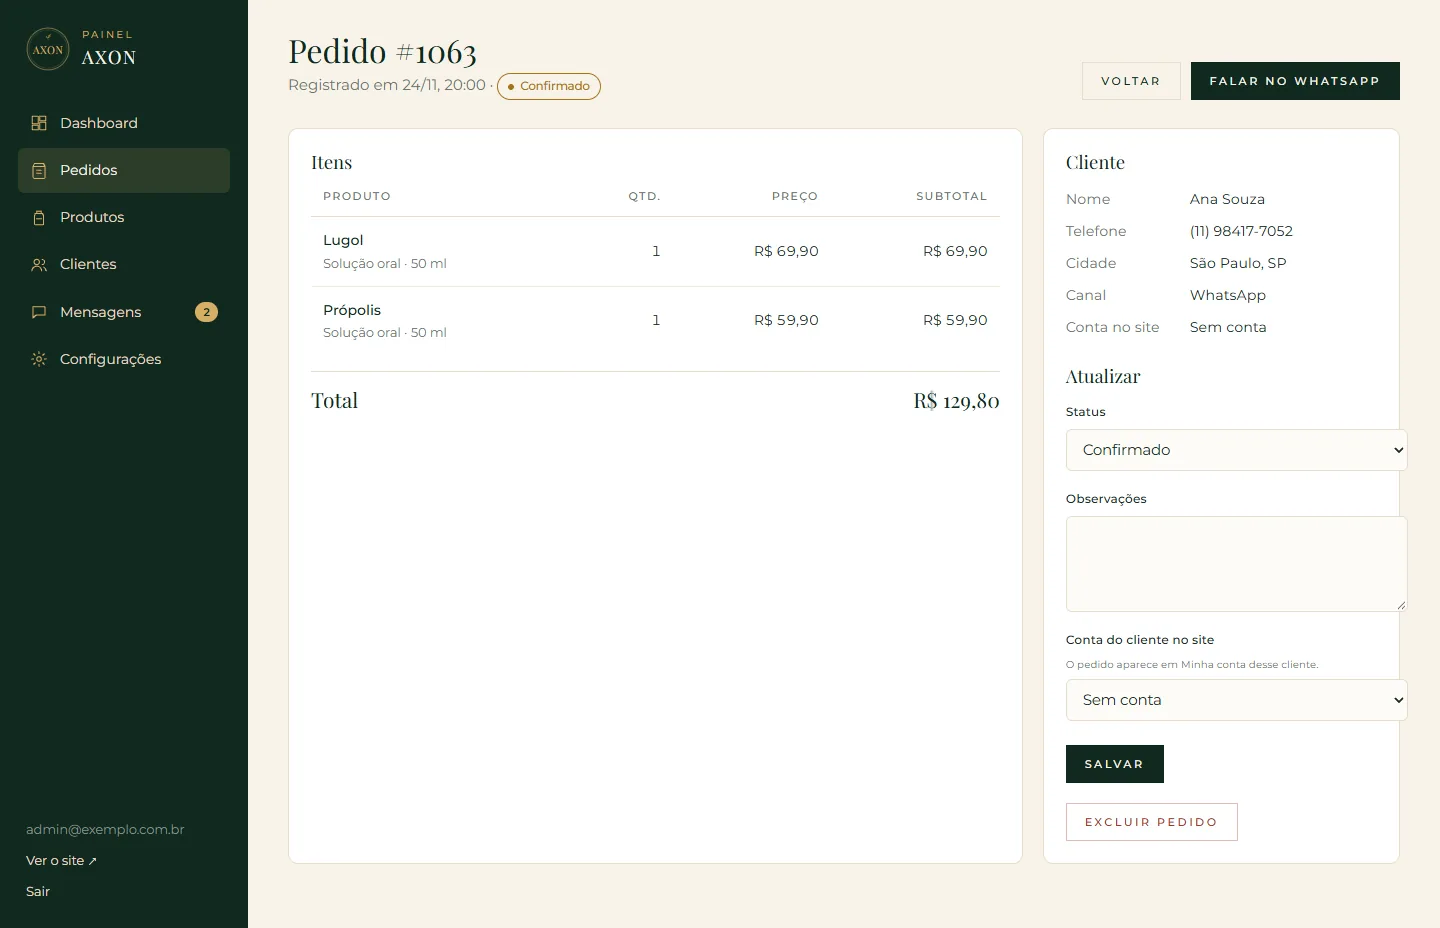 AXON
PAINEL
AXON
Dashboard
Pedidos
Produtos
Clientes
Mensagens 2
Configurações
admin@exemplo.com.br
Ver o site ↗
Sair
Pedido #1063
Registrado em 24/11, 20:00 · Confirmado
VOLTAR
FALAR NO WHATSAPP
Itens
PRODUTO QTD. PREÇO SUBTOTAL
Lugol
Solução oral · 50 ml
1 R$ 69,90 R$ 69,90
Própolis
Solução oral · 50 ml
1 R$ 59,90 R$ 59,90
Total R$ 129,80
Cliente
Nome Ana Souza
Telefone (11) 98417-7052
Cidade São Paulo, SP
Canal WhatsApp
Conta no site Sem conta
Atualizar
Status
Confirmado
Observações
Conta do cliente no site
O pedido aparece em Minha conta desse cliente.
Sem conta
SALVAR
EXCLUIR PEDIDO